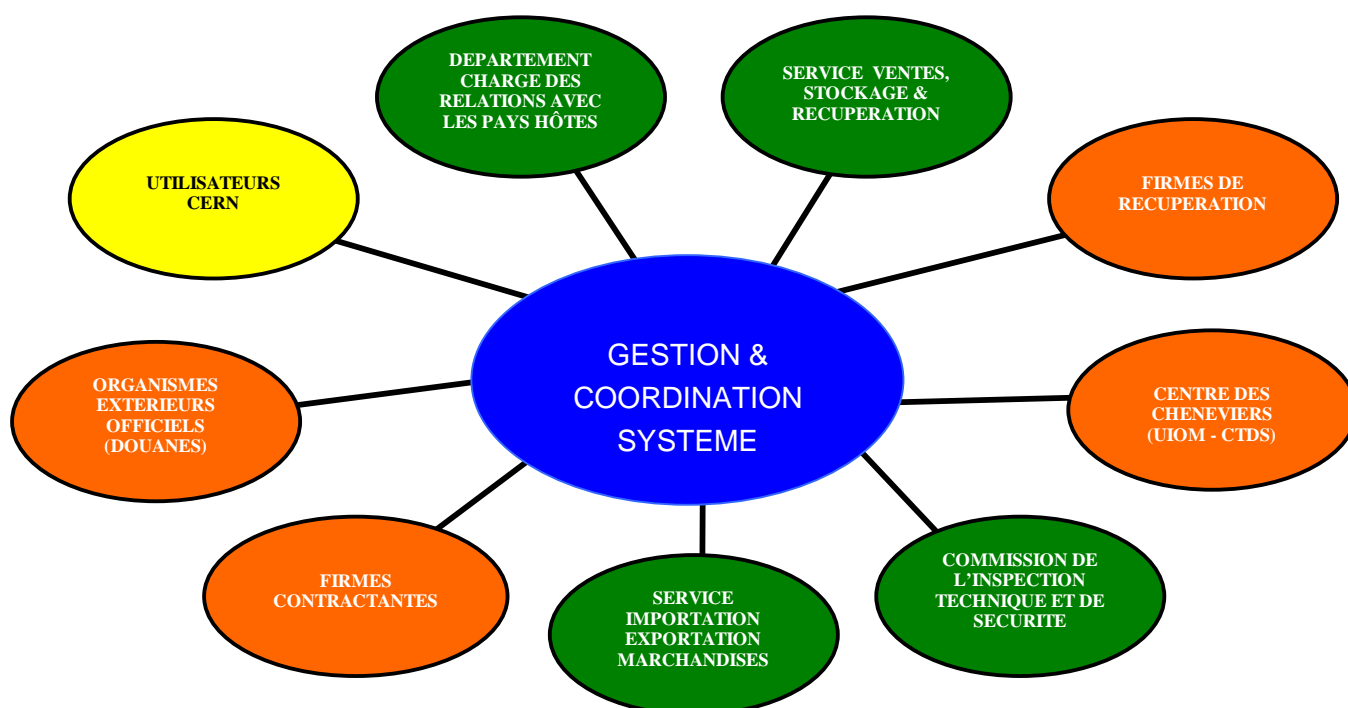 DEPARTEMENT
CHARGE DES
RELATIONS AVEC
LES PAYS HÔTES
SERVICE VENTES,
STOCKAGE &
RECUPERATION
UTILISATEURS
CERN
FIRMES DE
RECUPERATION
GESTION &
COORDINATION
SYSTEME
ORGANISMES
EXTERIEURS
OFFICIELS
(DOUANES)
CENTRE DES
CHENEVIERS
(UIOM - CTDS)
FIRMES
CONTRACTANTES
SERVICE
IMPORTATION
EXPORTATION
MARCHANDISES
COMMISSION DE
L’INSPECTION
TECHNIQUE ET DE
SECURITE